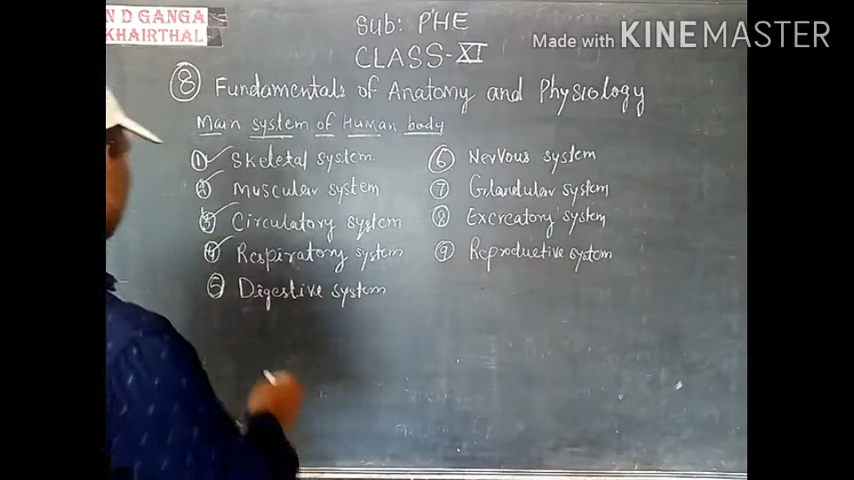 N D GANGA
KHAIRTHAL
Made with KINEMASTER
Sub: PHE
CLASS-XI
8 Fundamentals of Anatomy and Physiology
Main system of Human body
1 Skeletal system
2 Muscular system
3 Circulatory system
4 Respiratory system
5 Digestive system
6 Nervous system
7 Glandular system
8 Excreatory system
9 Reproductive system